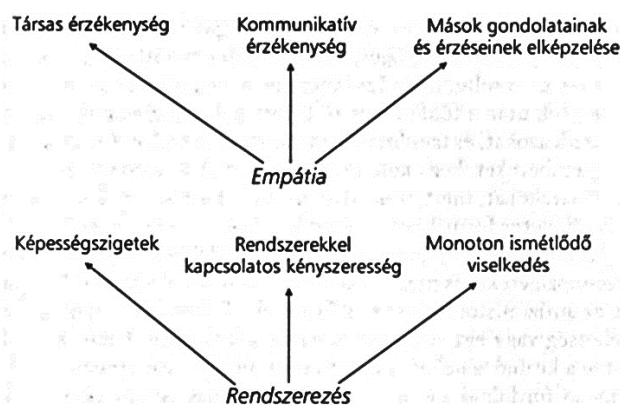 Társas érzékenység
Kommunikatív
érzékenység
Mások gondolatainak
és érzéseinek elképzelése
Empátia
Képességszigetek
Rendszerekkel
kapcsolatos kényszeresség
Monoton ismétlődő
viselkedés
Rendszerezés